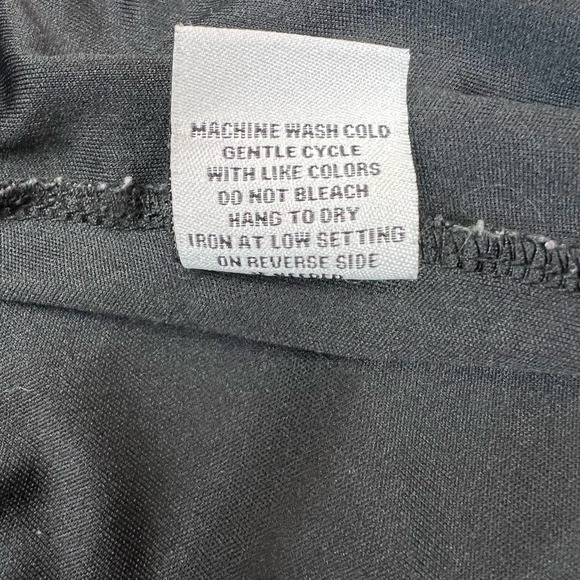 MACHINE WASH COLD
GENTLE CYCLE
WITH LIKE COLORS
DO NOT BLEACH
HANG TO DRY
IRON AT LOW SETTING
ON REVERSE SIDE